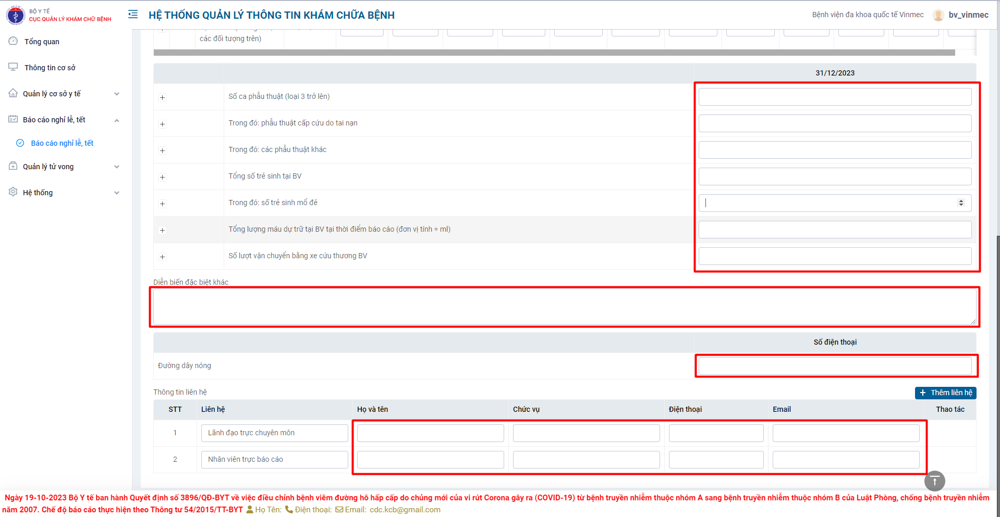 BỘ Y TẾ
CỤC QUẢN LÝ KHÁM CHỮ BỆNH
HỆ THỐNG QUẢN LÝ THÔNG TIN KHÁM CHỮA BỆNH
Bệnh viện đa khoa quốc tế Vinmec
bv_vinmec
Tổng quan
Thông tin cơ sở
Quản lý cơ sở y tế
Báo cáo nghỉ lễ, tết
Báo cáo nghỉ lễ, tết
Quản lý tử vong
Hệ thống
các đối tượng trên)
31/12/2023
Số ca phẫu thuật (loại 3 trở lên)
Trong đó: phẫu thuật cấp cứu do tai nạn
Trong đó: các phẫu thuật khác
Tổng số trẻ sinh tại BV
Trong đó: số trẻ sinh mổ đẻ
Tổng lượng máu dự trữ tại BV tại thời điểm báo cáo (đơn vị tính = ml)
Số lượt vận chuyển bằng xe cứu thương BV
Diễn biến đặc biệt khác
Số điện thoại
Đường dây nóng
Thông tin liên hệ
+ Thêm liên hệ
STT Liên hệ Họ và tên Chức vụ Điện thoại Email Thao tác
1 Lãnh đạo trực chuyên môn
2 Nhân viên trực báo cáo
Ngày 19-10-2023 Bộ Y tế ban hành Quyết định số 3896/QĐ-BYT về việc điều chỉnh bệnh viêm đường hô hấp cấp do chủng mới của vi rút Corona gây ra (COVID-19) từ bệnh truyền nhiễm thuộc nhóm A sang bệnh truyền nhiễm thuộc nhóm B của Luật Phòng, chống bệnh truyền nhiễm
năm 2007. Chế độ báo cáo thực hiện theo Thông tư 54/2015/TT-BYT Họ Tên: Điện thoại: Email: cdc.kcb@gmail.com